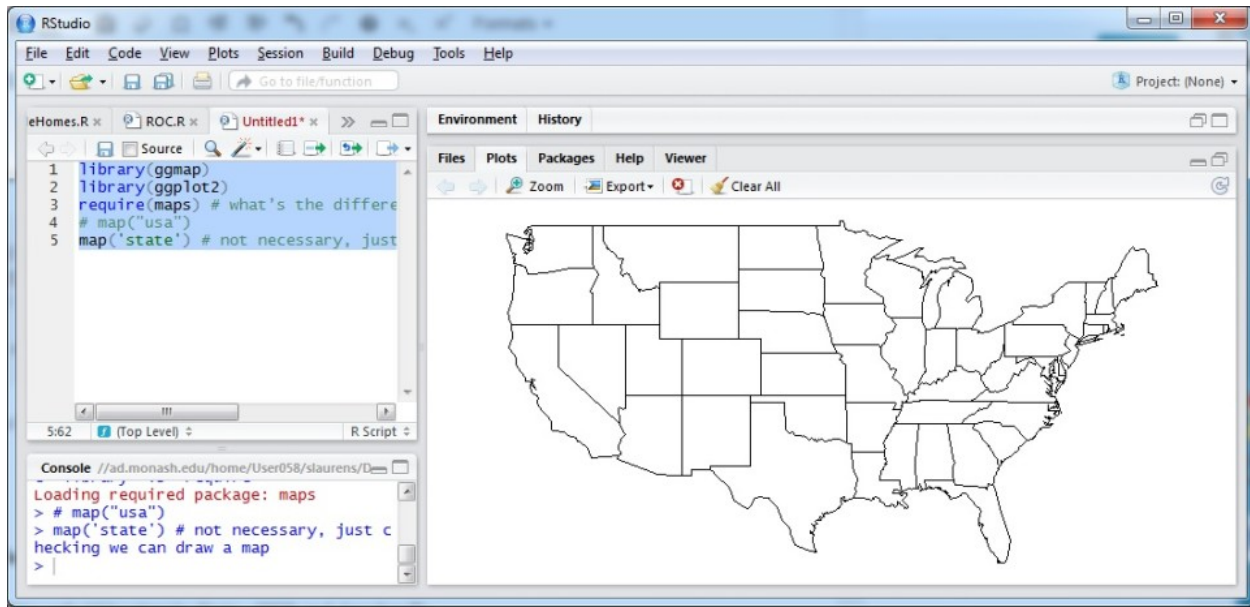 RStudio
Formats
File Edit Code View Plots Session Build Debug Tools Help
Go to file/function
Project: (None)
eHomes.R ROC.R Untitled1*
Source
1 library(ggmap)
2 library(ggplot2)
3 require(maps) # what's the differe
4 # map("usa")
5 map('state') # not necessary, just
5:62 (Top Level) R Script
Console //ad.monash.edu/home/User058/slaurens/D
Loading required package: maps
> # map("usa")
> map('state') # not necessary, just c
hecking we can draw a map
>
Environment History
Files Plots Packages Help Viewer
Zoom Export Clear All